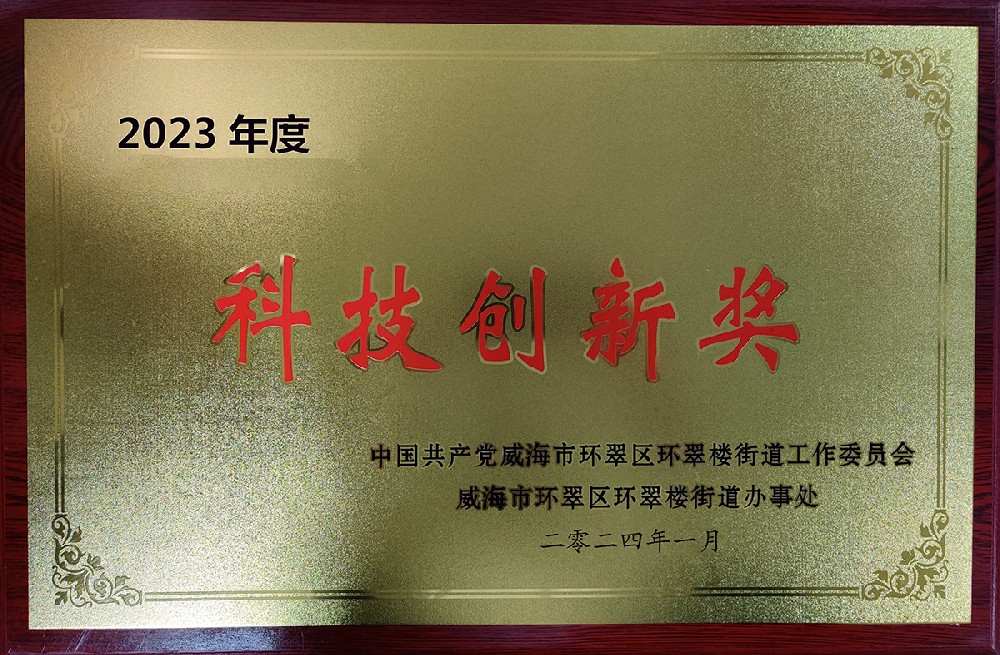 2023 年度
科技创新奖
中国共产党威海市环翠区环翠楼街道工作委员会
威海市环翠区环翠楼街道办事处
二零二四年一月